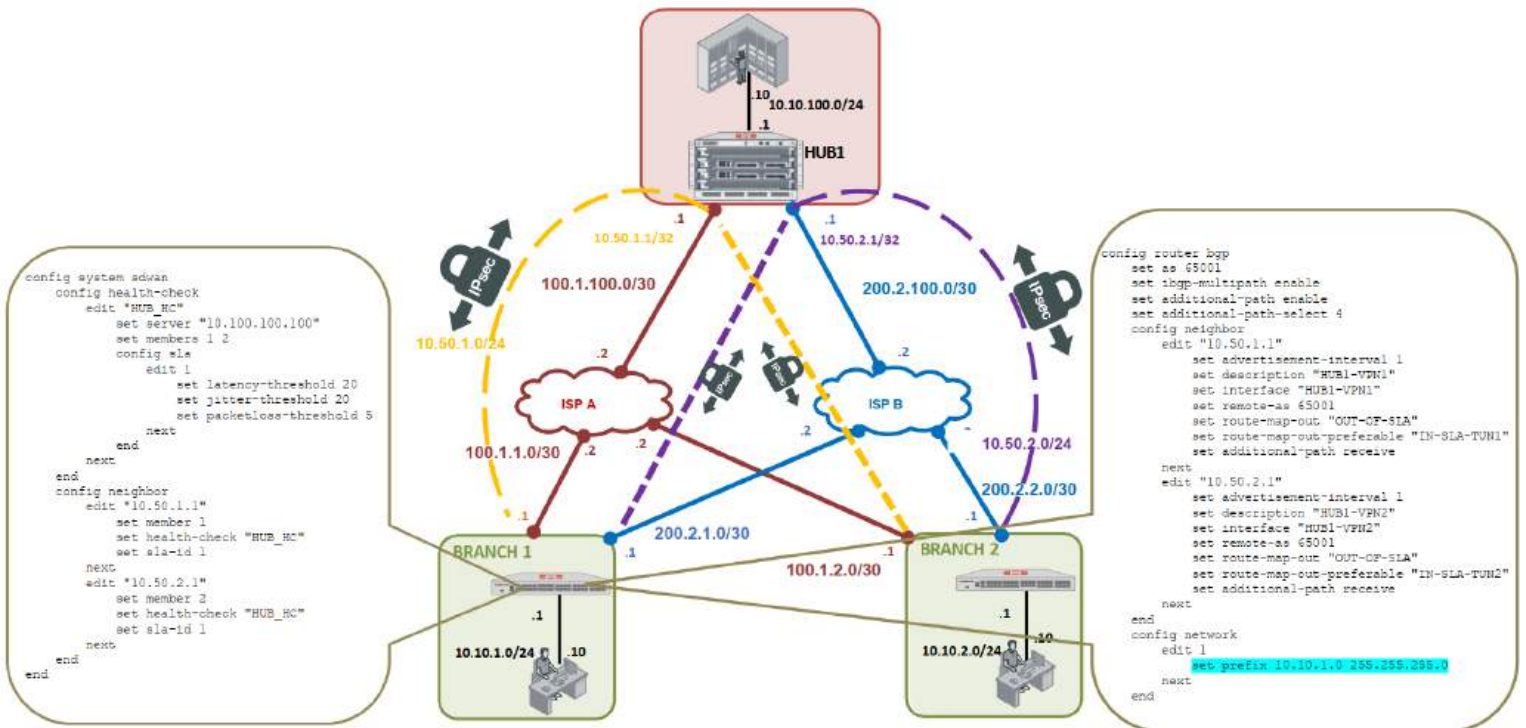 .10
10.10.100.0/24
.1
HUB1
.1
.1
10.50.1.1/32
10.50.2.1/32
IPsec
IPsec
100.1.100.0/30
200.2.100.0/30
10.50.1.0/24
.2
.2
IPsec
IPsec
ISP A
ISP B
.2
.2
.2
100.1.1.0/30
10.50.2.0/24
200.2.2.0/30
.1
.1
BRANCH 1
.1
200.2.1.0/30
.1
BRANCH 2
100.1.2.0/30
.1
10.10.1.0/24
.10
.1
10.10.2.0/24
.10
config system sdwan
config health-check
edit "HUB_HC"
set server "10.100.100.100"
set members 1 2
config sla
edit 1
set latency-threshold 20
set jitter-threshold 20
set packetloss-threshold 5
next
end
next
end
config neighbor
edit "10.50.1.1"
set member 1
set health-check "HUB_HC"
set sla-id 1
next
edit "10.50.2.1"
set member 2
set health-check "HUB_HC"
set sla-id 1
next
end
end
config router bgp
set as 65001
set ibgp-multipath enable
set additional-path enable
set additional-path-select 4
config neighbor
edit "10.50.1.1"
set advertisement-interval 1
set description "HUB1-VPN1"
set interface "HUB1-VPN1"
set remote-as 65001
set route-map-out "OUT-OF-SLA"
set route-map-out-preferable "IN-SLA-TUN1"
set additional-path receive
next
edit "10.50.2.1"
set advertisement-interval 1
set description "HUB1-VPN2"
set interface "HUB1-VPN2"
set remote-as 65001
set route-map-out "OUT-OF-SLA"
set route-map-out-preferable "IN-SLA-TUN2"
set additional-path receive
next
end
config network
edit 1
set prefix 10.10.1.0 255.255.255.0
next
end